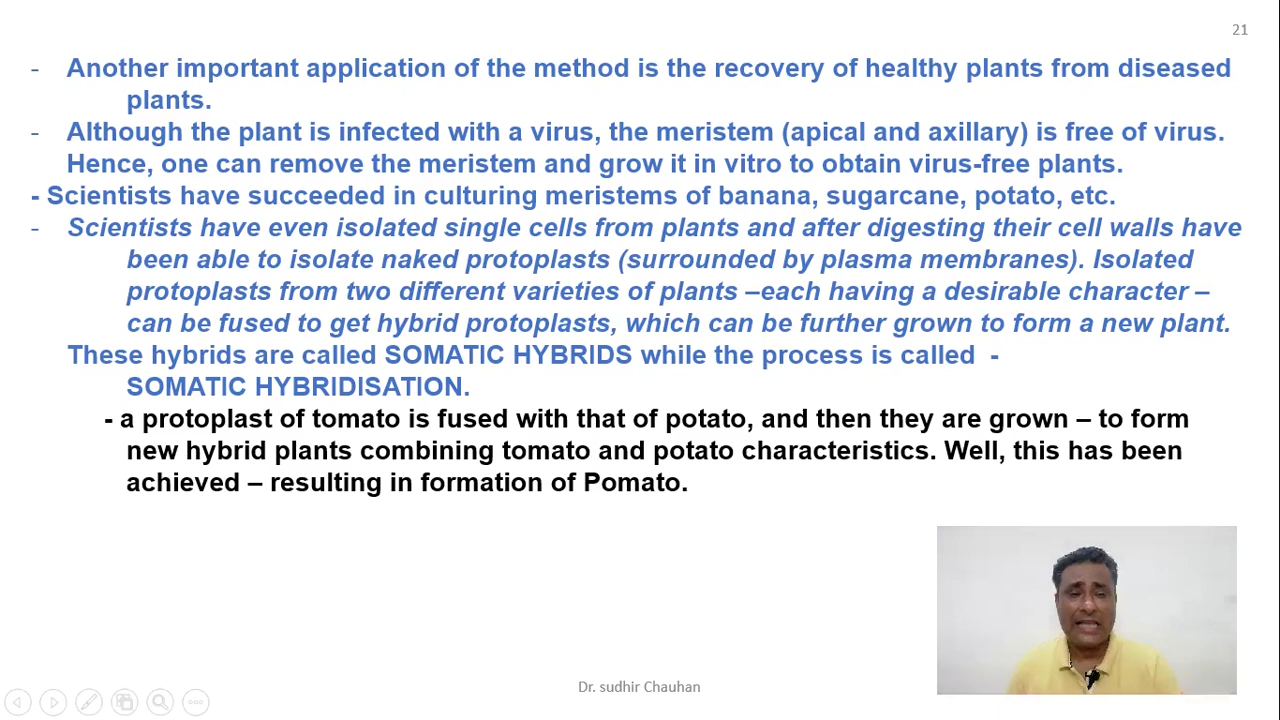 21
- Another important application of the method is the recovery of healthy plants from diseased
plants.
- Although the plant is infected with a virus, the meristem (apical and axillary) is free of virus.
Hence, one can remove the meristem and grow it in vitro to obtain virus-free plants.
- Scientists have succeeded in culturing meristems of banana, sugarcane, potato, etc.
- Scientists have even isolated single cells from plants and after digesting their cell walls have
been able to isolate naked protoplasts (surrounded by plasma membranes). Isolated
protoplasts from two different varieties of plants –each having a desirable character –
can be fused to get hybrid protoplasts, which can be further grown to form a new plant.
These hybrids are called SOMATIC HYBRIDS while the process is called -
SOMATIC HYBRIDISATION.
- a protoplast of tomato is fused with that of potato, and then they are grown – to form
new hybrid plants combining tomato and potato characteristics. Well, this has been
achieved – resulting in formation of Pomato.
Dr. sudhir Chauhan